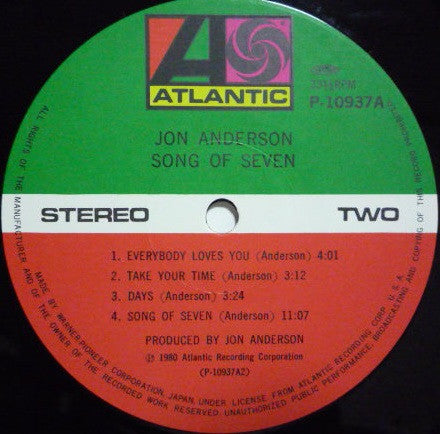 ATLANTIC
33⅓RPM
P-10937A
JON ANDERSON
SONG OF SEVEN
STEREO
TWO
1. EVERYBODY LOVES YOU (Anderson) 4:01
2. TAKE YOUR TIME (Anderson) 3:12
3. DAYS (Anderson) 3:24
4. SONG OF SEVEN (Anderson) 11:07
PRODUCED BY JON ANDERSON
Ⓟ 1980 Atlantic Recording Corporation
(P-10937A2)
ALL RIGHTS OF THE MANUFACTURER AND OF THE OWNER OF THE RECORDED WORK RESERVED. UNAUTHORISED PUBLIC PERFORMANCE, BROADCASTING AND COPYING OF THIS RECORD PROHIBITED
MADE BY WARNER-PIONEER CORPORATION, JAPAN, UNDER LICENSE FROM ATLANTIC RECORDING CORP. U.S.A.